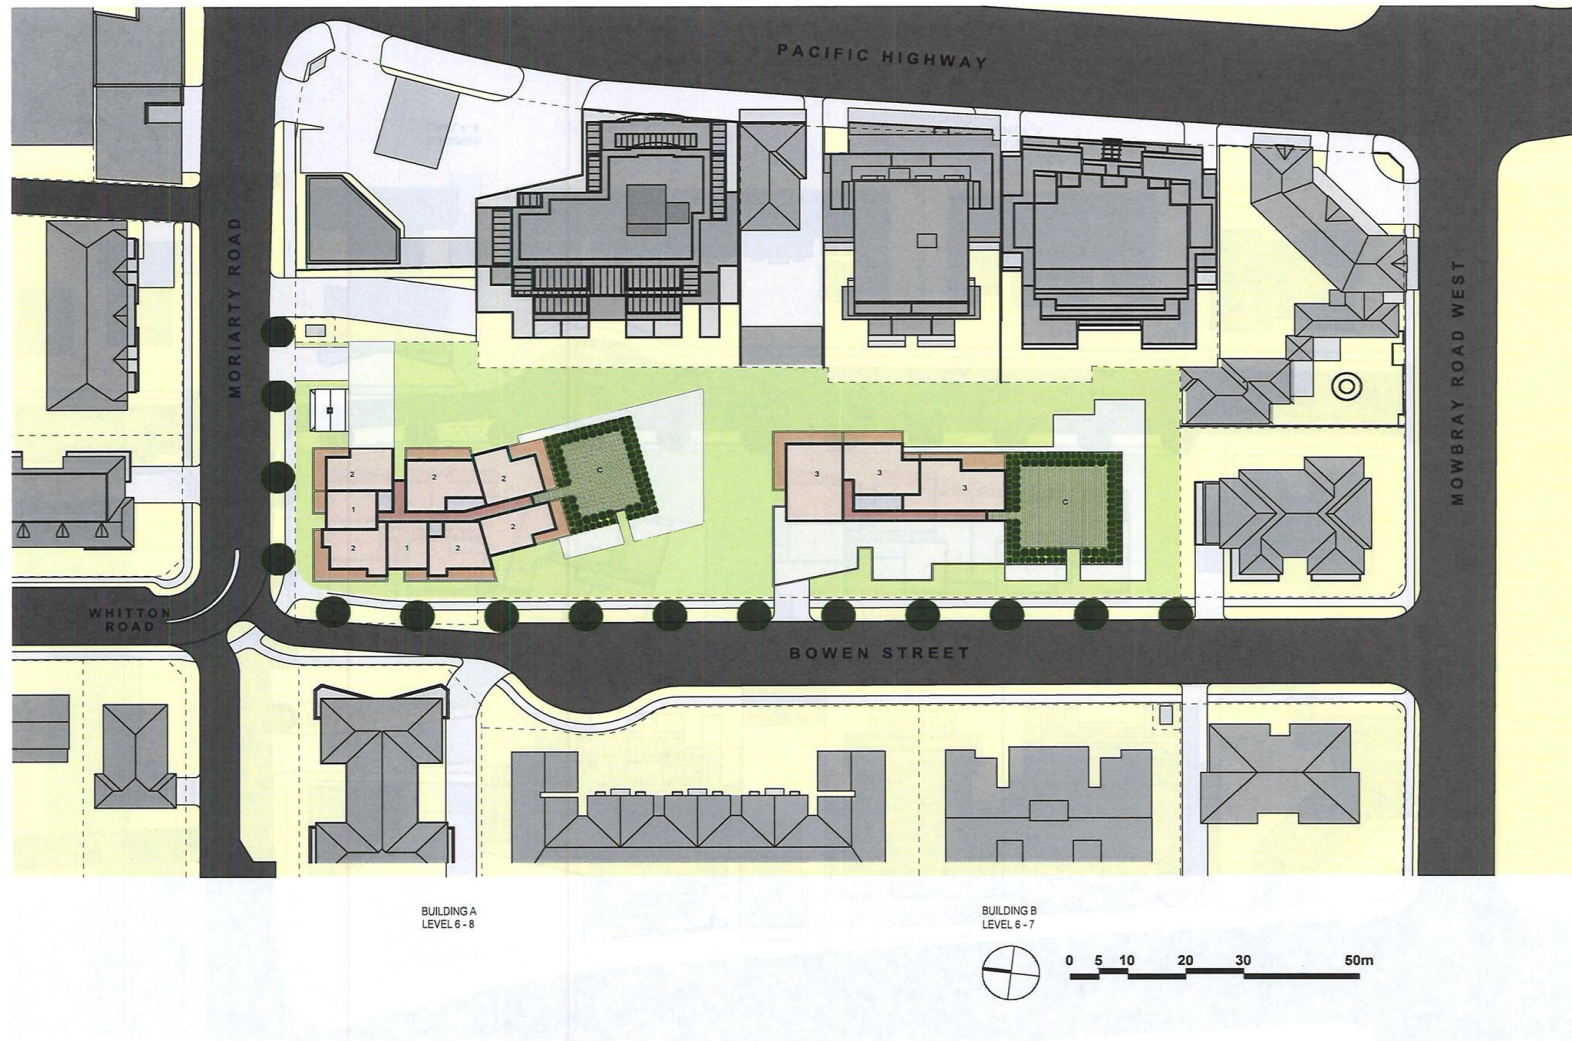 PACIFIC HIGHWAY
MORIARTY ROAD
MOWBRAY ROAD WEST
2
2
2
C
1
2
2
1
2
3
3
3
C
WHITTON
ROAD
BOWEN STREET
BUILDING A
LEVEL 6 - 8
BUILDING B
LEVEL 6 - 7
0 5 10 20 30 50m